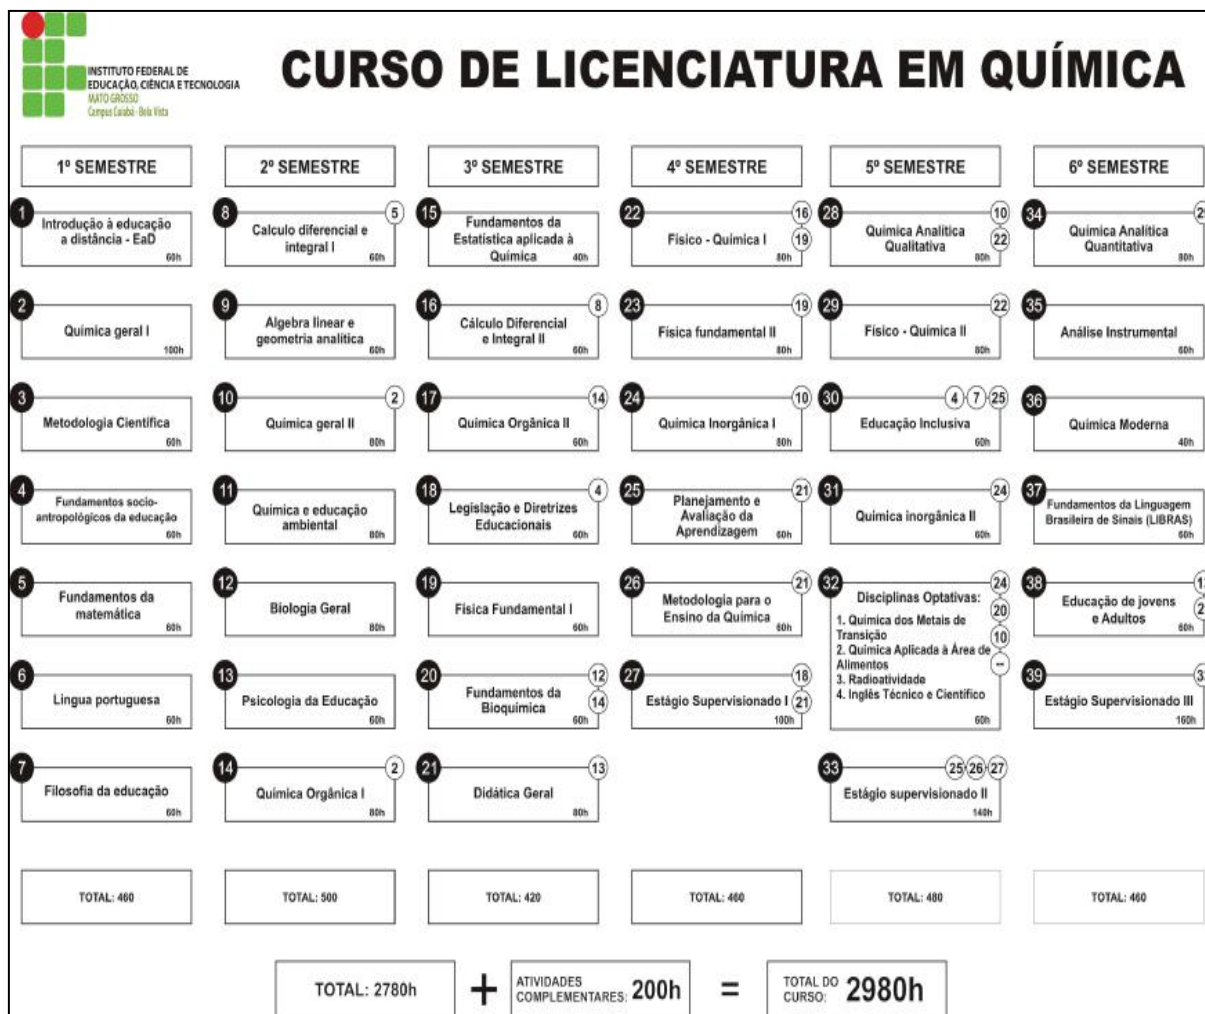 INSTITUTO FEDERAL DE
EDUCAÇÃO, CIÊNCIA E TECNOLOGIA
MATO GROSSO
Campus Cuiabá - Bela Vista
CURSO DE LICENCIATURA EM QUÍMICA
1º SEMESTRE
1
Introdução à educação
a distância - EaD
60h
2
Química geral I
100h
3
Metodologia Científica
60h
4
Fundamentos socio-
antropológicos da educação
60h
5
Fundamentos da
matemática
60h
6
Lingua portuguesa
60h
7
Filosofia da educação
60h
TOTAL: 460
2º SEMESTRE
8
5
Calculo diferencial e
integral I
60h
9
Algebra linear e
geometria analítica
60h
10
2
Química geral II
80h
11
Química e educação
ambiental
80h
12
Biologia Geral
80h
13
Psicologia da Educação
60h
14
2
Química Orgânica I
80h
TOTAL: 500
3º SEMESTRE
15
Fundamentos da
Estatística aplicada à
Química
40h
16
8
Cálculo Diferencial
e Integral II
60h
17
14
Química Orgânica II
60h
18
4
Legislação e Diretrizes
Educacionais
60h
19
Física Fundamental I
60h
20
12
14
Fundamentos da
Bioquímica
60h
21
13
Didática Geral
80h
TOTAL: 420
4º SEMESTRE
22
16
19
Físico - Química I
80h
23
19
Física fundamental II
80h
24
10
Química Inorgânica I
80h
25
21
Planejamento e
Avaliação da
Aprendizagem
60h
26
21
Metodologia para o
Ensino da Química
60h
27
18
21
Estágio Supervisionado I
100h
TOTAL: 460
5º SEMESTRE
28
10
22
Química Analítica
Qualitativa
80h
29
22
Físico - Química II
80h
30
4
7
25
Educação Inclusiva
60h
31
24
Química inorgânica II
60h
32
24
20
10
--
Disciplinas Optativas:
1. Química dos Metais de
Transição
2. Química Aplicada à Área de
Alimentos
3. Radioatividade
4. Inglês Técnico e Científico
60h
33
25
26
27
Estágio supervisionado II
140h
TOTAL: 480
6º SEMESTRE
34
Química Analítica
Quantitativa
80h
35
Análise Instrumental
60h
36
Química Moderna
40h
37
Fundamentos da Linguagem
Brasileira de Sinais (LIBRAS)
60h
38
Educação de jovens
e Adultos
60h
39
Estágio Supervisionado III
160h
TOTAL: 460
TOTAL: 2780h
+
ATIVIDADES
COMPLEMENTARES: 200h
=
TOTAL DO
CURSO: 2980h